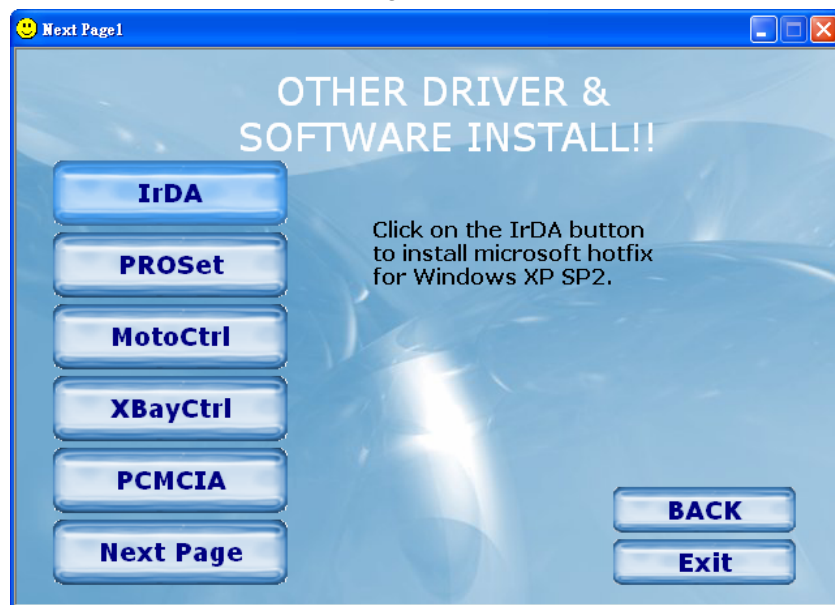 Next Page1
OTHER DRIVER &
SOFTWARE INSTALL!!
IrDA
PROSet
MotoCtrl
XBayCtrl
PCMCIA
Next Page
Click on the IrDA button
to install microsoft hotfix
for Windows XP SP2.
BACK
Exit